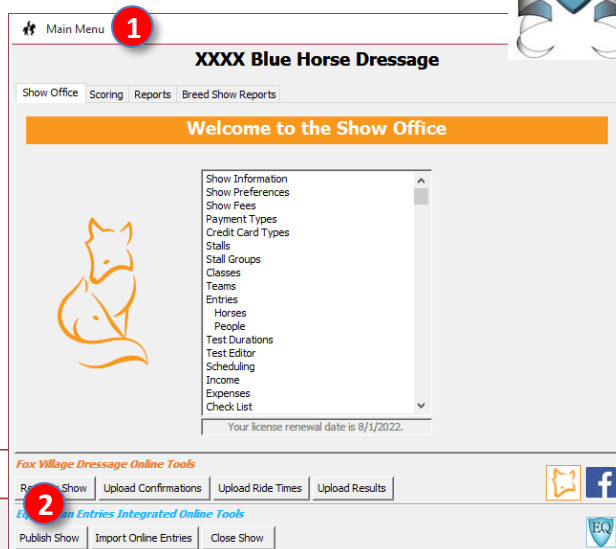 Main Menu
1
XXXX Blue Horse Dressage
Show Office Scoring Reports Breed Show Reports
Welcome to the Show Office
Show Information
Show Preferences
Show Fees
Payment Types
Credit Card Types
Stalls
Stall Groups
Classes
Teams
Entries
Horses
People
Test Durations
Test Editor
Scheduling
Income
Expenses
Check List
Your license renewal date is 8/1/2022.
Fox Village Dressage Online Tools
Show Upload Confirmations Upload Ride Times Upload Results
f
2
Entries Integrated Online Tools
EQ
Publish Show Import Online Entries Close Show